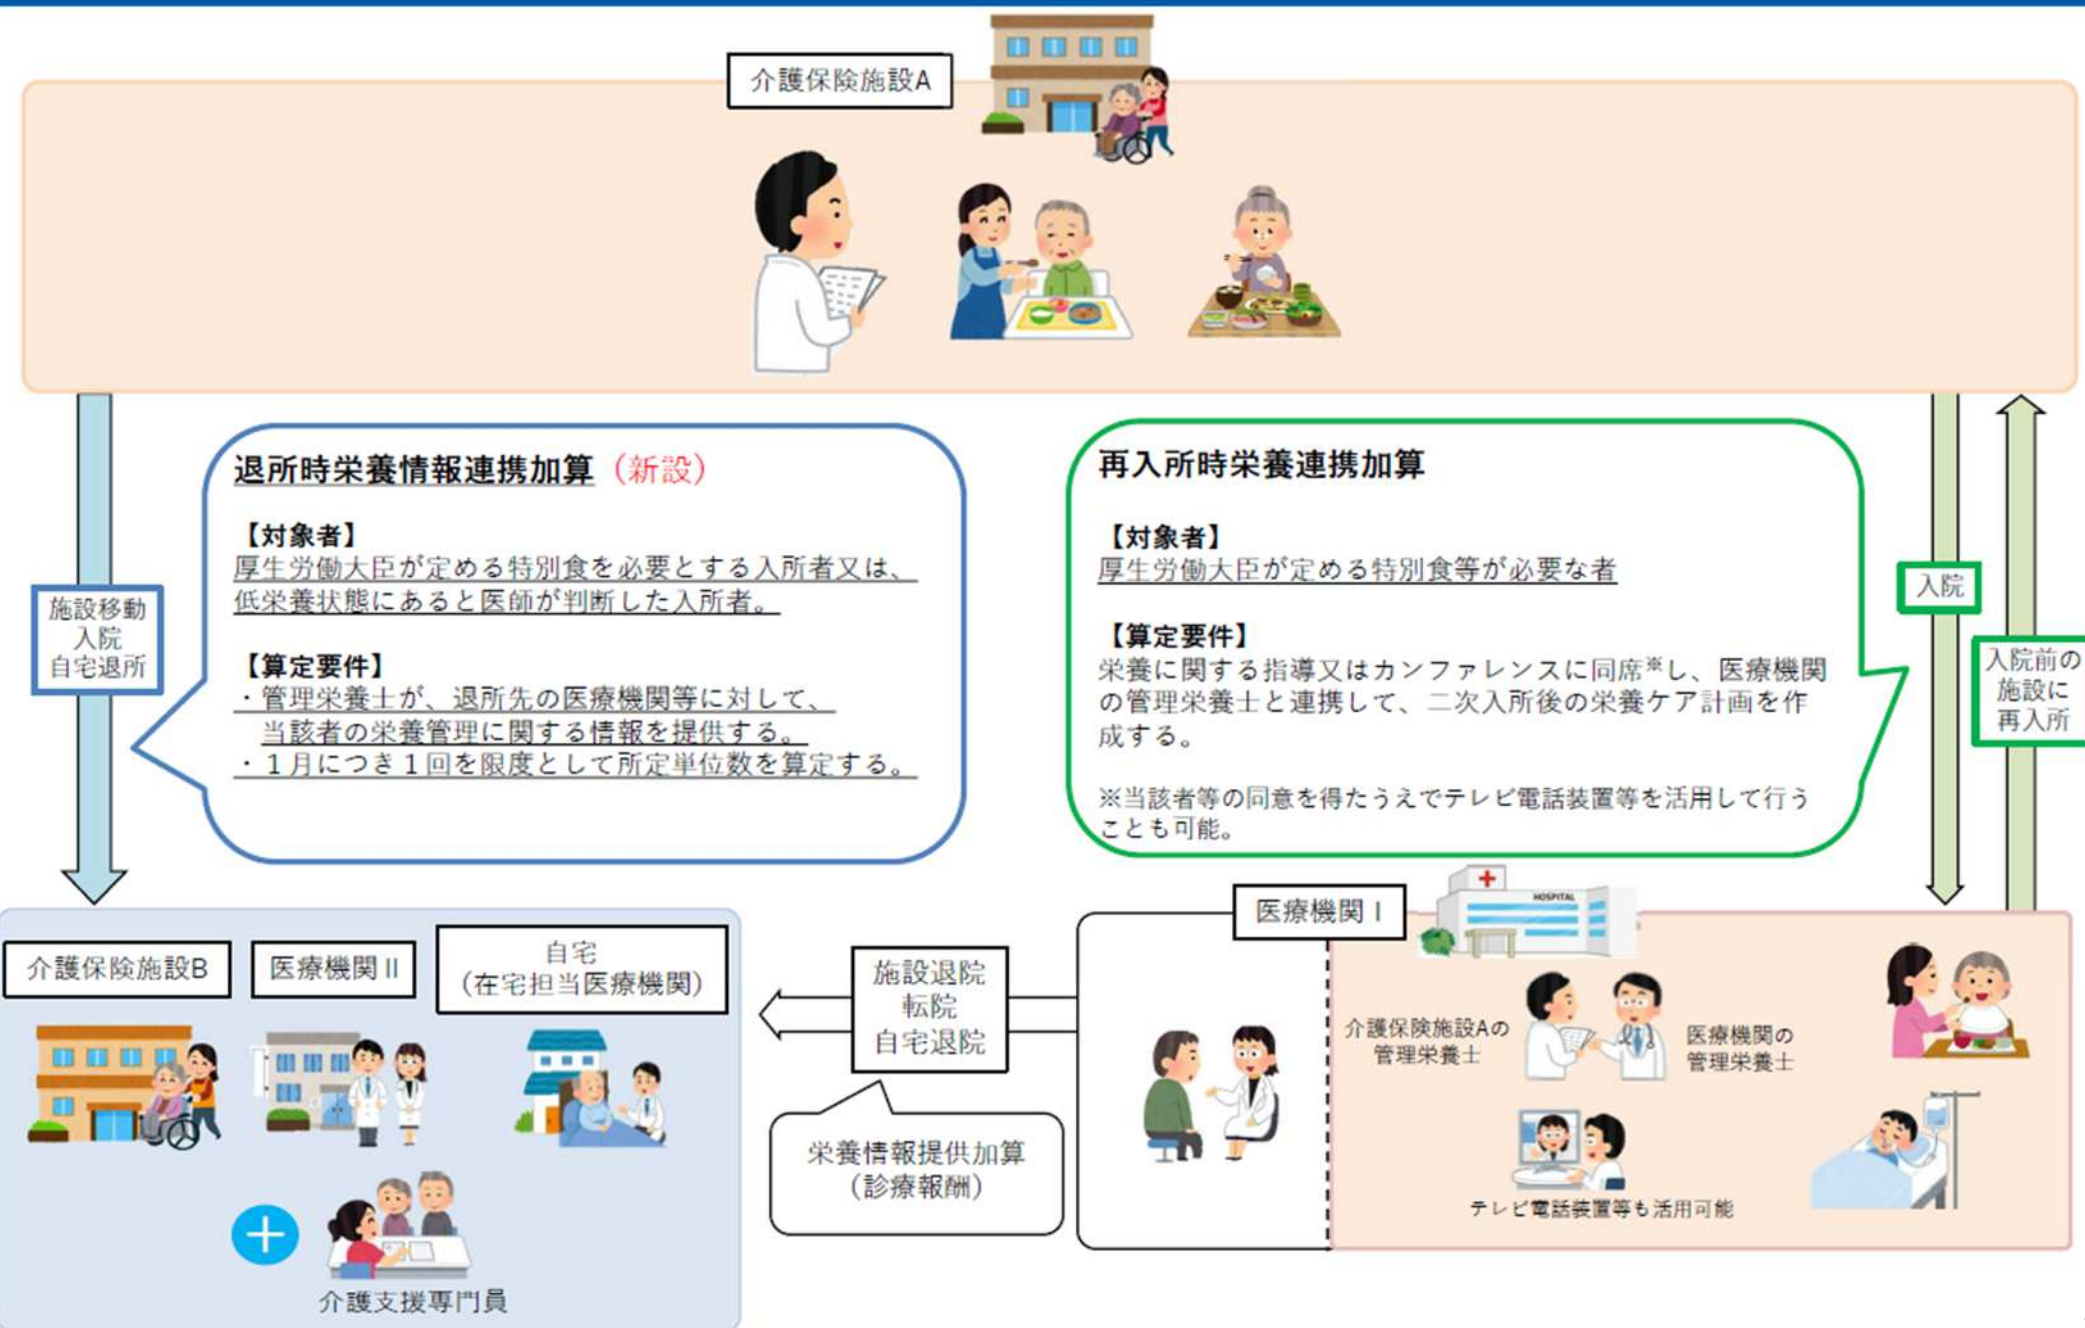 介護保険施設A
退所時栄養情報連携加算（新設）
【対象者】
厚生労働大臣が定める特別食を必要とする入所者又は、
低栄養状態にあると医師が判断した入所者。
【算定要件】
・管理栄養士が、退所先の医療機関等に対して、
当該者の栄養管理に関する情報を提供する。
・１月につき１回を限度として所定単位数を算定する。
施設移動
入院
自宅退所
再入所時栄養連携加算
【対象者】
厚生労働大臣が定める特別食等が必要な者
【算定要件】
栄養に関する指導又はカンファレンスに同席※し、医療機関
の管理栄養士と連携して、二次入所後の栄養ケア計画を作
成する。
※当該者等の同意を得たうえでテレビ電話装置等を活用して行う
ことも可能。
入院
入院前の
施設に
再入所
介護保険施設B
医療機関Ⅱ
自宅
(在宅担当医療機関)
介護支援専門員
施設退院
転院
自宅退院
栄養情報提供加算
（診療報酬）
医療機関Ⅰ
HOSPITAL
介護保険施設Aの
管理栄養士
医療機関の
管理栄養士
テレビ電話装置等も活用可能